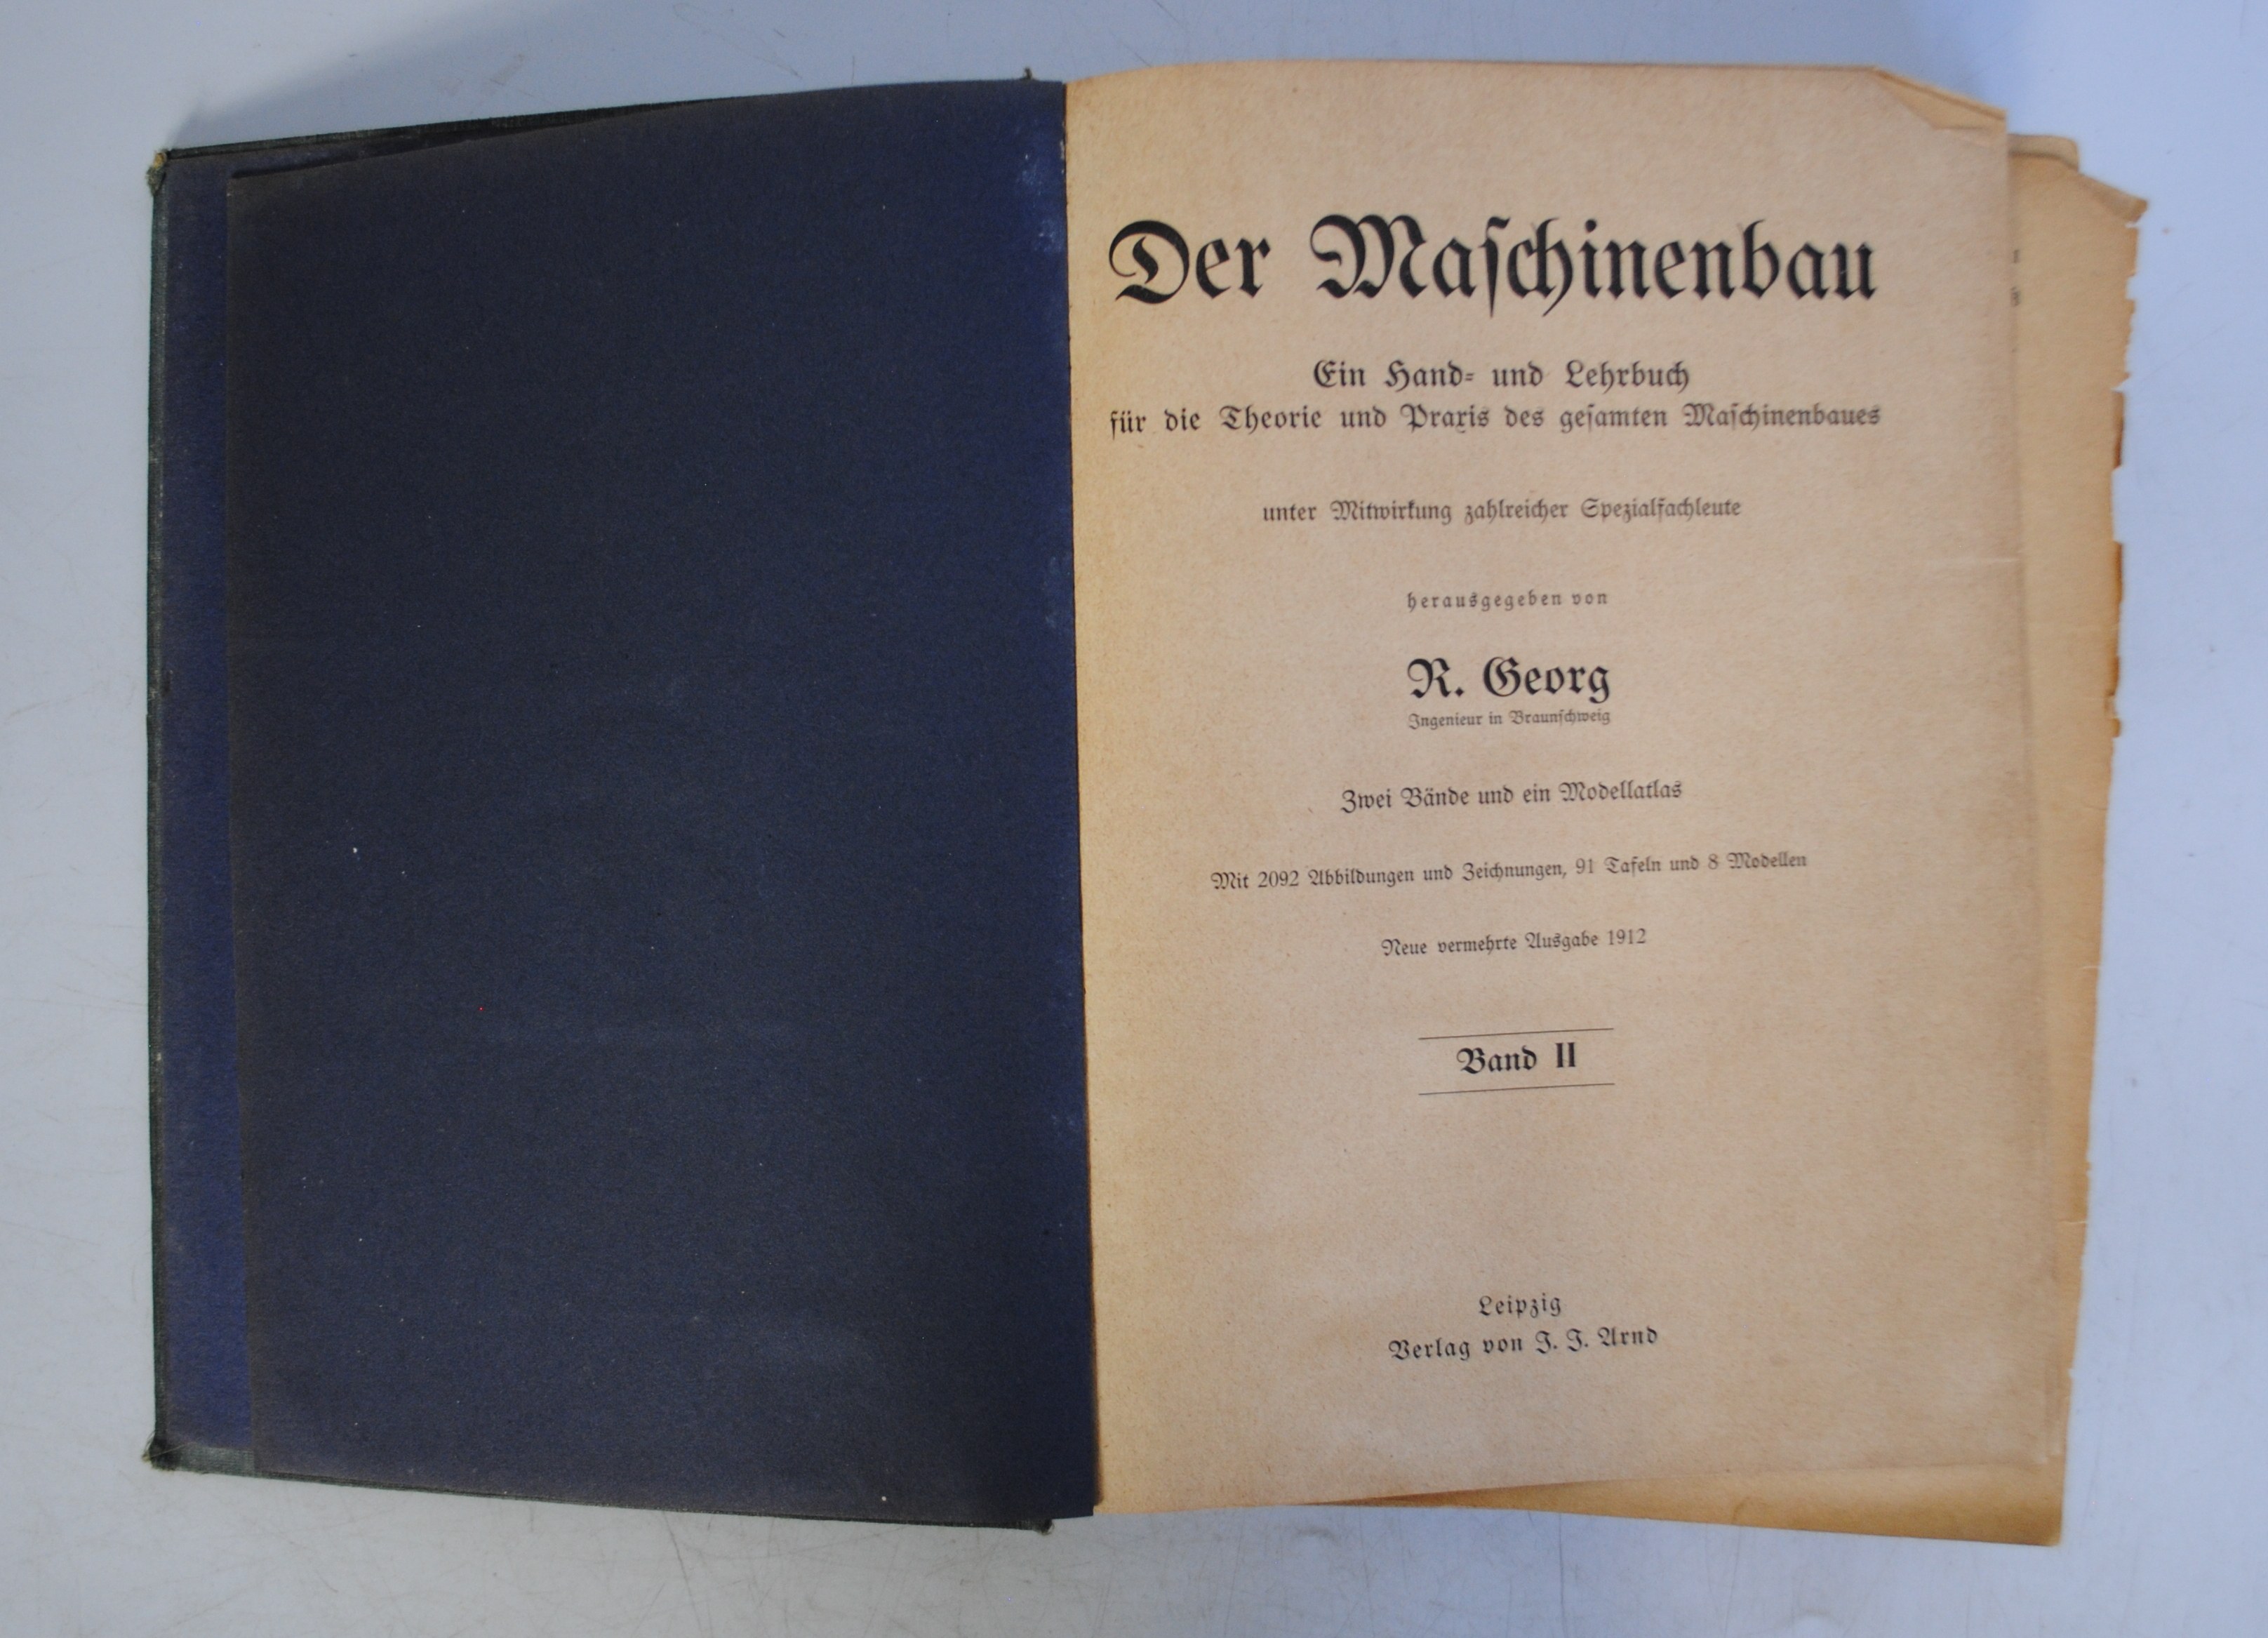 Der Maſchinenbau
Ein Hand- und Lehrbuch
für die Theorie und Praxis des geſamten Maſchinenbaues
unter Mitwirkung zahlreicher Spezialfachleute
herausgegeben von
R. Georg
Ingenieur in Braunſchweig
Zwei Bände und ein Modellatlas
Mit 2092 Abbildungen und Zeichnungen, 91 Tafeln und 8 Modellen
Neue vermehrte Ausgabe 1912
Band II
Leipzig
Verlag von J. J. Arnd